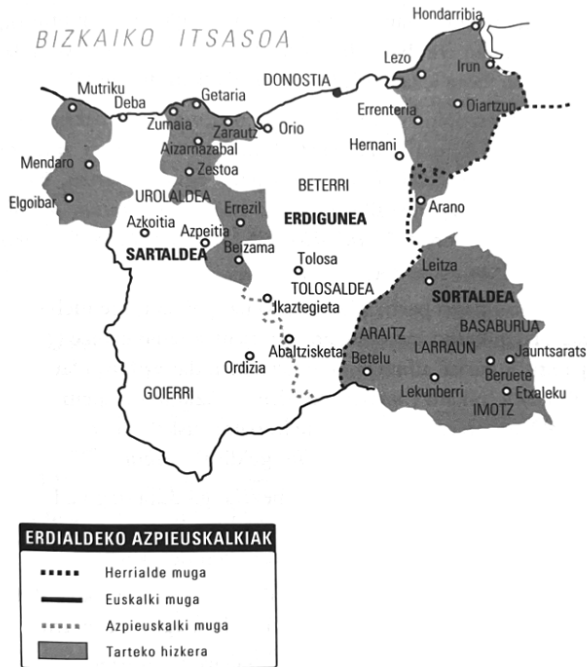 Hondarribia
BIZKAIKO ITSASOA
Lezo
Irun
DONOSTIA
Mutriku
Deba
Getaria
Oiartzun
Zumaia
Zarautz
Orio
Errenteria
Aizarnazabal
Hernani
Mendaro
Zestoa
BETERRI
Elgoibar
UROLALDEA
Arano
Errezil
ERDIGUNEA
Azkoitia
Azpeitia
SARTALDEA
Beizama
Tolosa
Leitza
TOLOSALDEA
SORTALDEA
Ikaztegieta
ARAITZ
BASABURUA
Abaltzisketa
LARRAUN
Jauntsarats
Ordizia
Betelu
Beruete
GOIERRI
Lekunberri
Etxaleku
IMOTZ
ERDIALDEKO AZPIEUSKALKIAK
Herrialde muga
Euskalki muga
Azpieuskalki muga
Tarteko hizkera